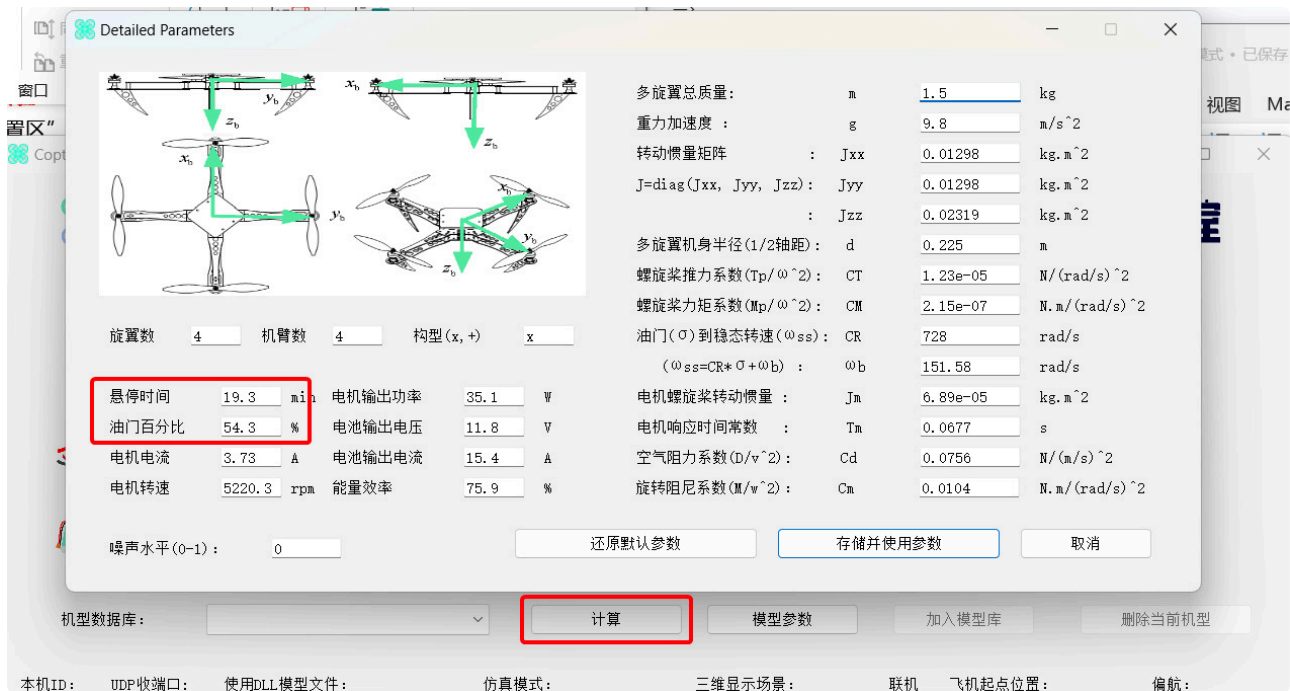 Detailed Parameters
式・已保存
窗口
视图 Ma
置区"
Copt
x_b
y_b
z_b
z_b
x_b
y_b
x_b
y_b
z_b
多旋翼总质量: m 1.5 kg
重力加速度 : g 9.8 m/s^2
转动惯量矩阵 : Jxx 0.01298 kg.m^2
J=diag(Jxx, Jyy, Jzz): Jyy 0.01298 kg.m^2
: Jzz 0.02319 kg.m^2
多旋翼机身半径(1/2轴距): d 0.225 m
螺旋桨推力系数(Tp/ω^2): CT 1.23e-05 N/(rad/s)^2
螺旋桨力矩系数(Mp/ω^2): CM 2.15e-07 N.m/(rad/s)^2
旋翼数 4 机臂数 4 构型(x,+) x
油门(σ)到稳态转速(ωss): CR 728 rad/s
(ωss=CR*σ+ωb) : ωb 151.58 rad/s
悬停时间 19.3 min 电机输出功率 35.1 W
电机螺旋桨转动惯量 : Jm 6.89e-05 kg.m^2
油门百分比 54.3 % 电池输出电压 11.8 V
电机响应时间常数 : Tm 0.0677 s
电机电流 3.73 A 电池输出电流 15.4 A
空气阻力系数(D/v^2): Cd 0.0756 N/(m/s)^2
电机转速 5220.3 rpm 能量效率 75.9 %
旋转阻尼系数(M/w^2): Cm 0.0104 N.m/(rad/s)^2
噪声水平(0-1): 0
还原默认参数 存储并使用参数 取消
机型数据库: 计算 模型参数 加入模型库 删除当前机型
本机ID: UDP收端口: 使用DLL模型文件: 仿真模式: 三维显示场景: 联机 飞机起点位置: 偏航: